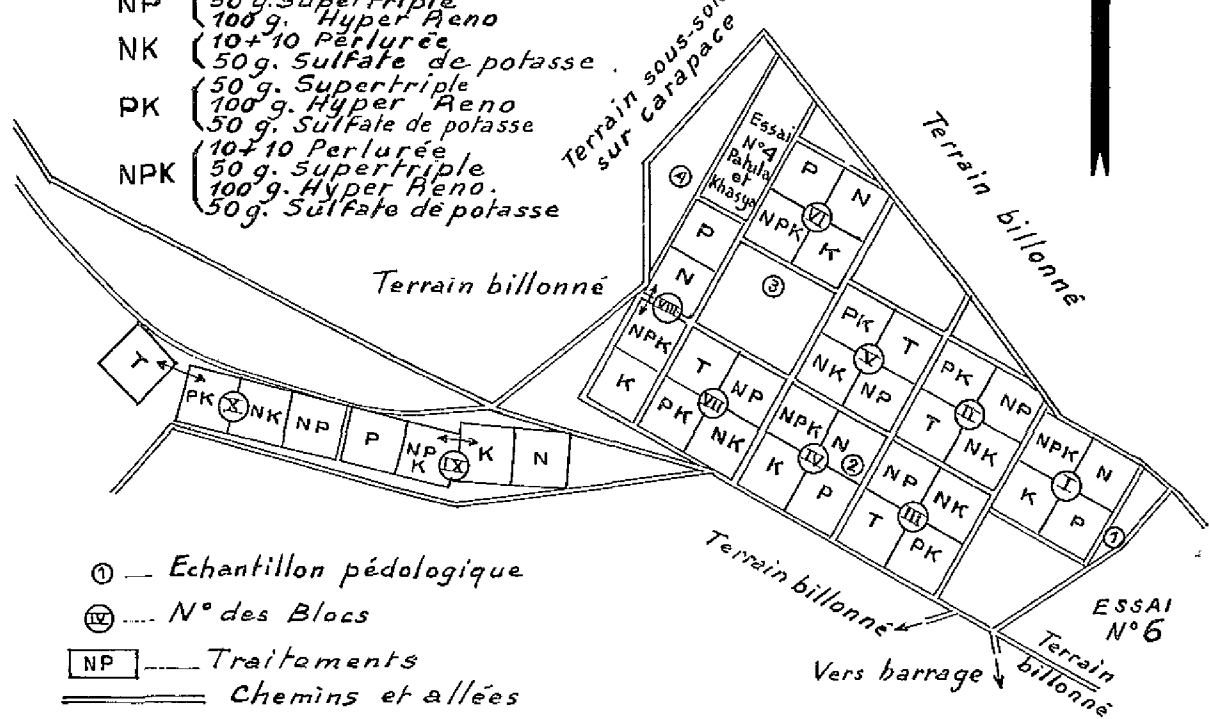 NP 50 g. Supertriple
100 g. Hyper Reno
NK 10+10 Perlurée
50 g. Sulfate de potasse.
PK 50 g. Supertriple
100 g. Hyper Reno
50 g. Sulfate de potasse
NPK 10+10 Perlurée
50 g. Supertriple
100 g. Hyper Reno.
50 g. Sulfate de potasse
Terrain sous-sol
sur carapace
Terrain billonné
Terrain billonné
④
Essai
N°4
Patula
et
Khasya
P N
VI
NPK K
P
N
VIII
NPK
K
③
PK T
V
NK NP
PK NP
II
T NK
NPK N
I
K P
①
T NP
VII
PK NK
NPK N
IV ②
K P
NP NK
III
T PK
T
PK X NK NP P NP
K IX K N
Terrain billonné
Vers barrage
Terrain
billonné
ESSAI
N°6
① Echantillon pédologique
IV N° des Blocs
NP Traitements
Chemins et allées